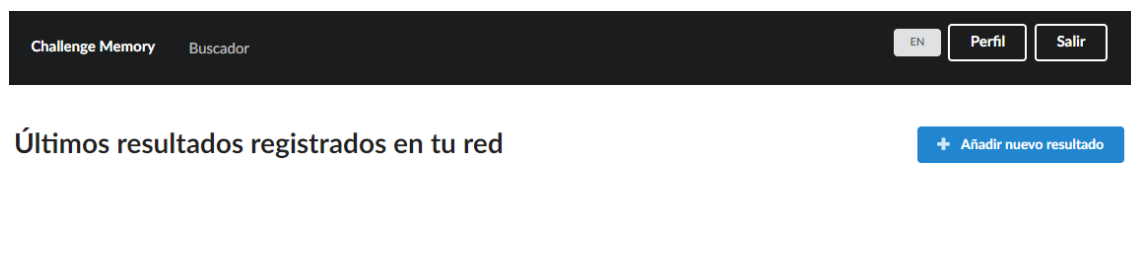 Challenge Memory Buscador EN Perfil Salir
Últimos resultados registrados en tu red + Añadir nuevo resultado